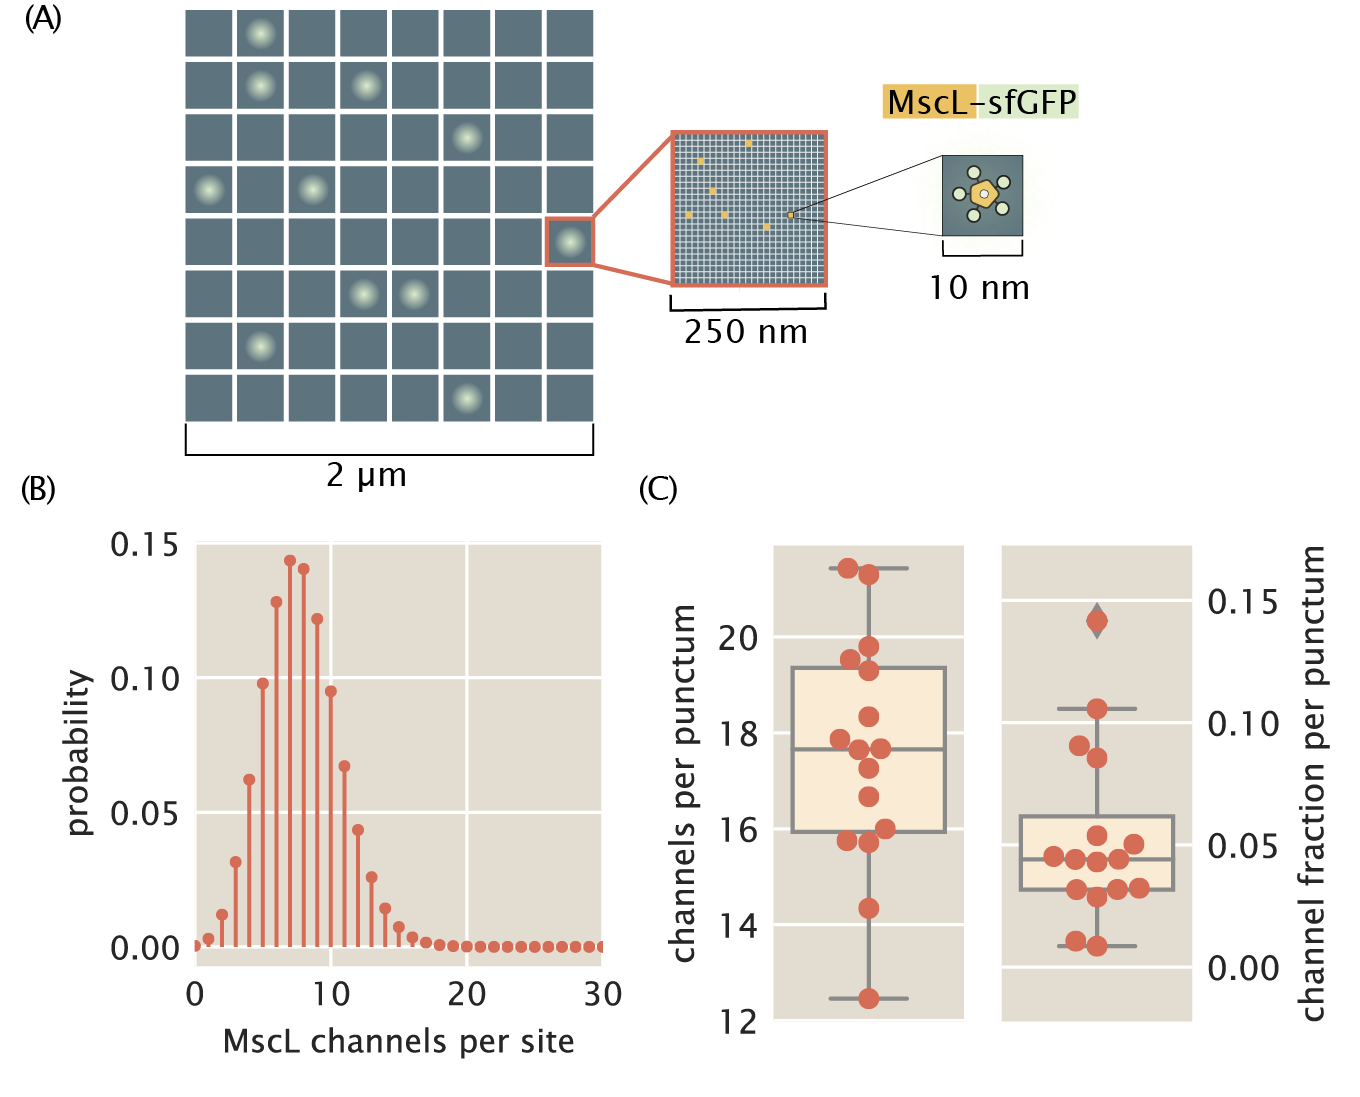 (A)
MscL-sfGFP
10 nm
250 nm
2 μm
(B)
0.15
0.10
0.05
0.00
probability
0
10
20
30
MscL channels per site
(C)
20
18
16
14
12
channels per punctum
0.15
0.10
0.05
0.00
channel fraction per punctum